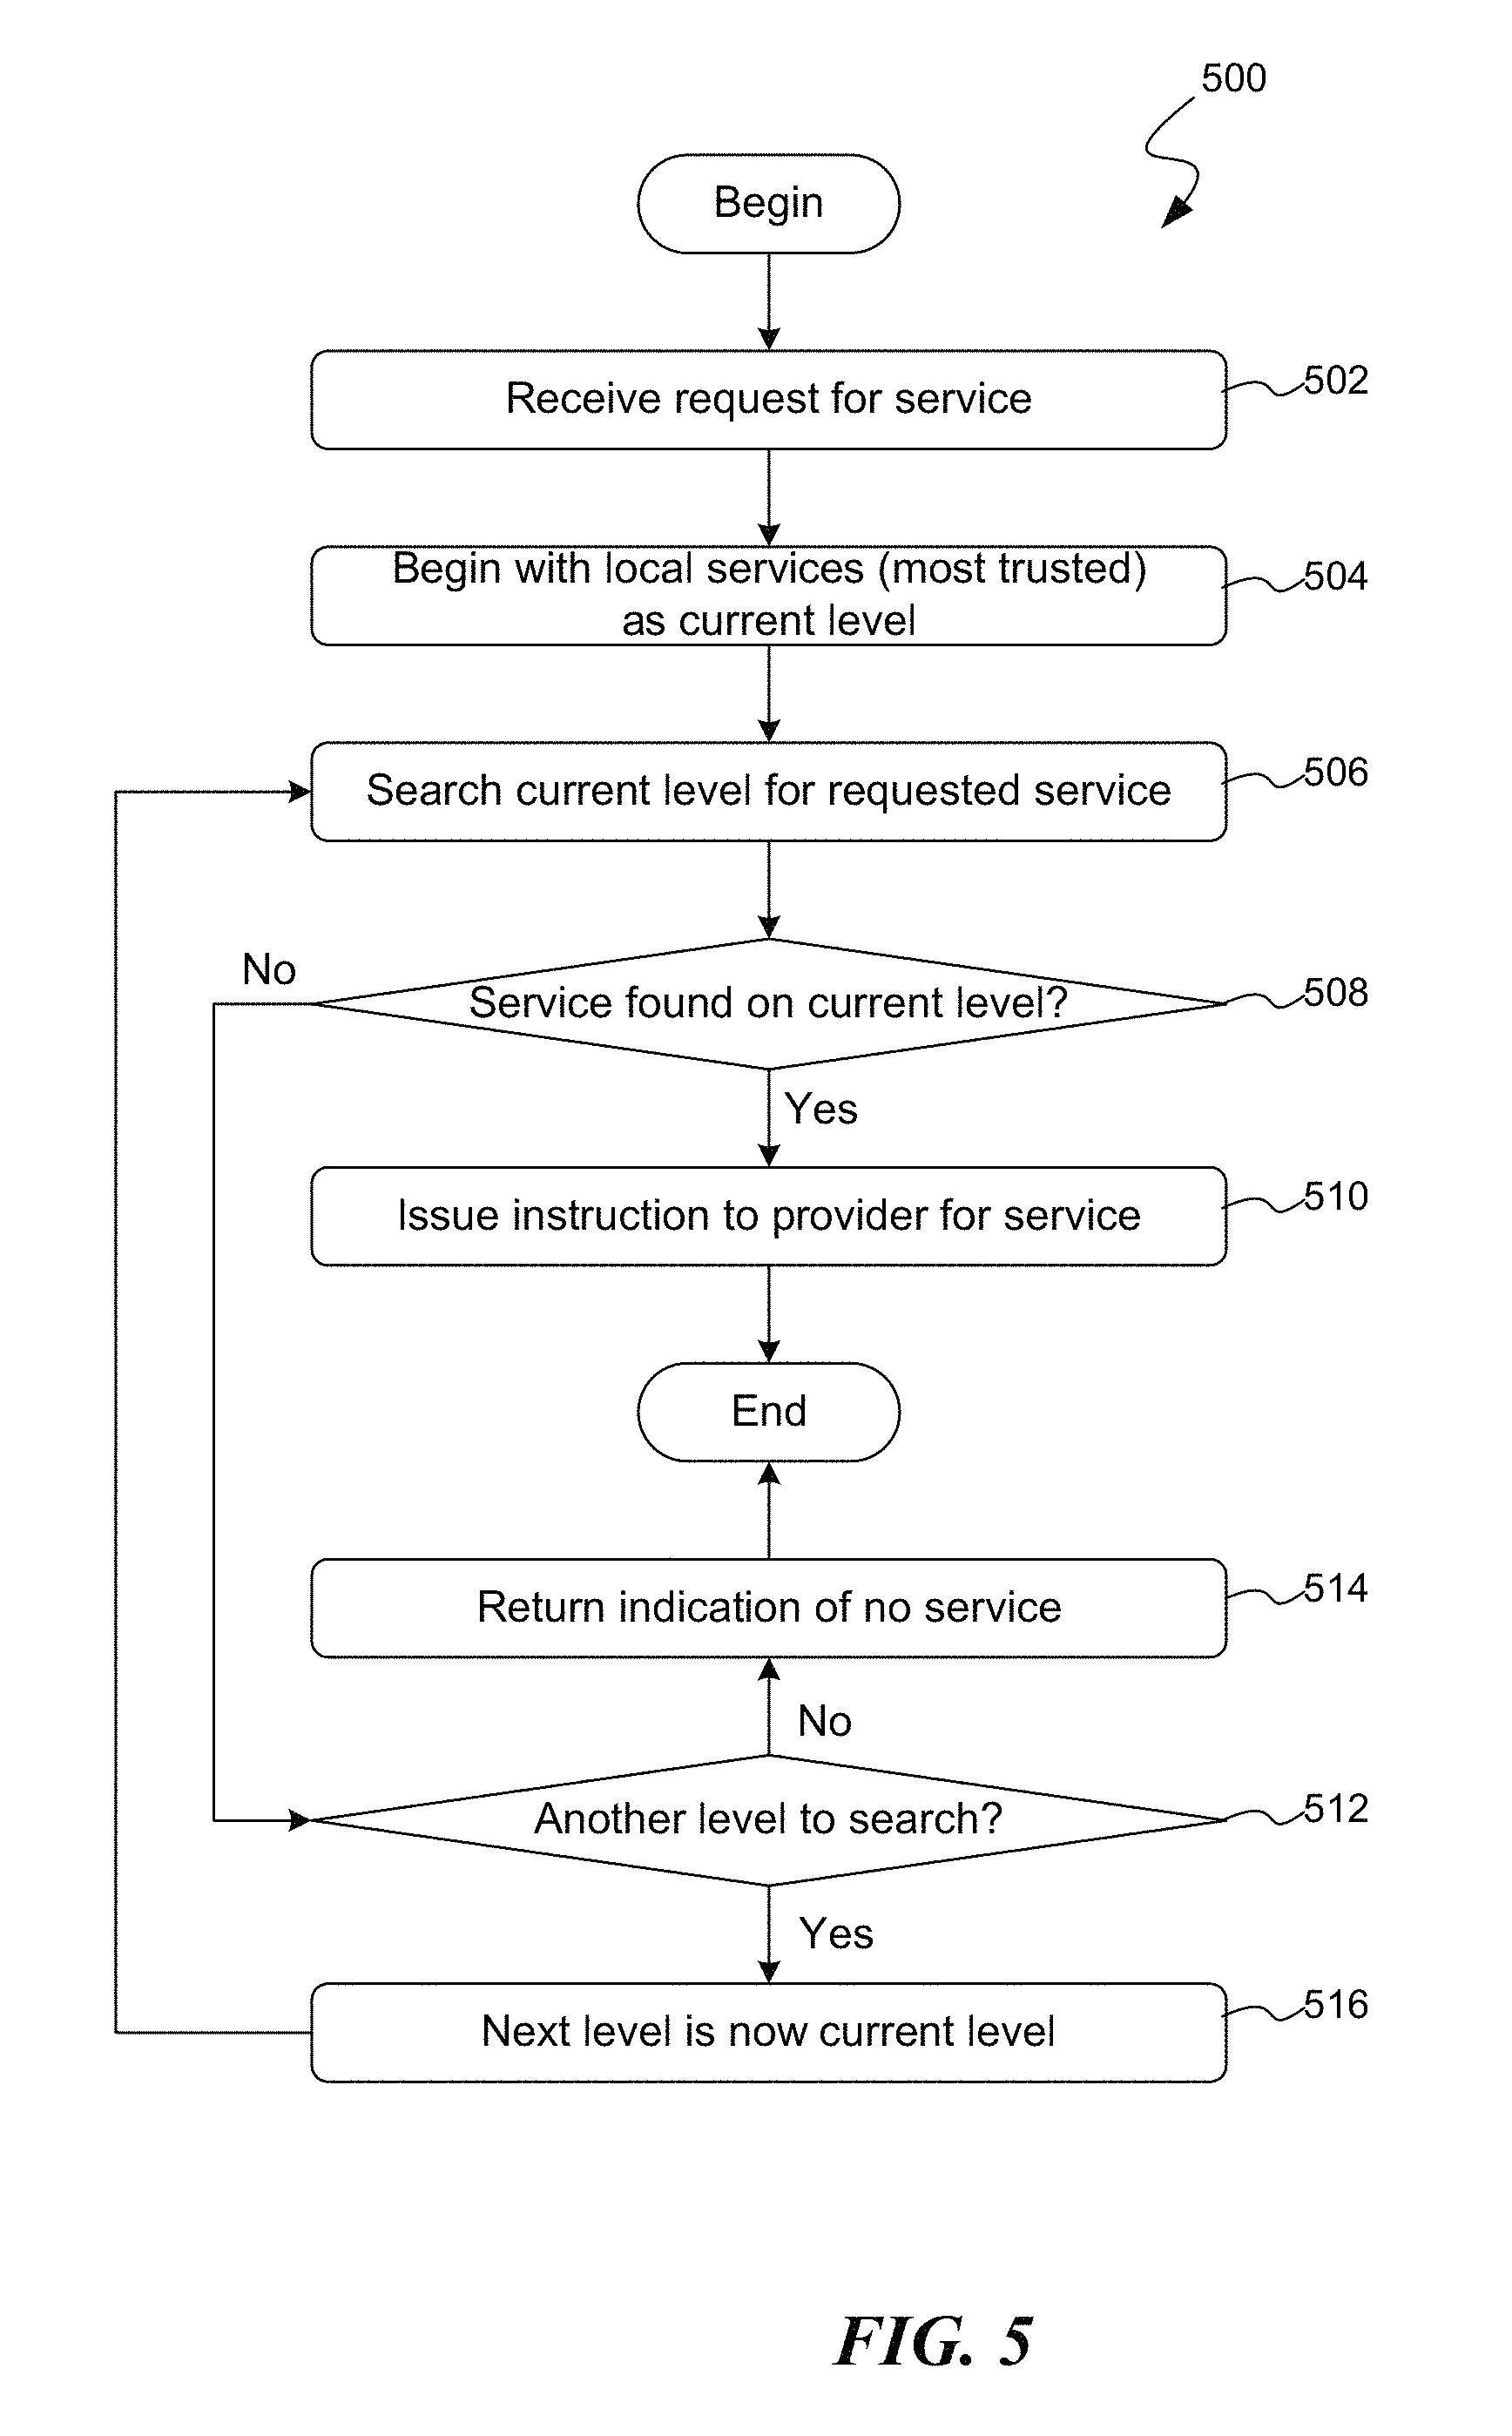 500
Begin
Receive request for service
502
Begin with local services (most trusted)
as current level
504
Search current level for requested service
506
No
Service found on current level?
508
Yes
Issue instruction to provider for service
510
End
Return indication of no service
514
No
Another level to search?
512
Yes
Next level is now current level
516
FIG. 5